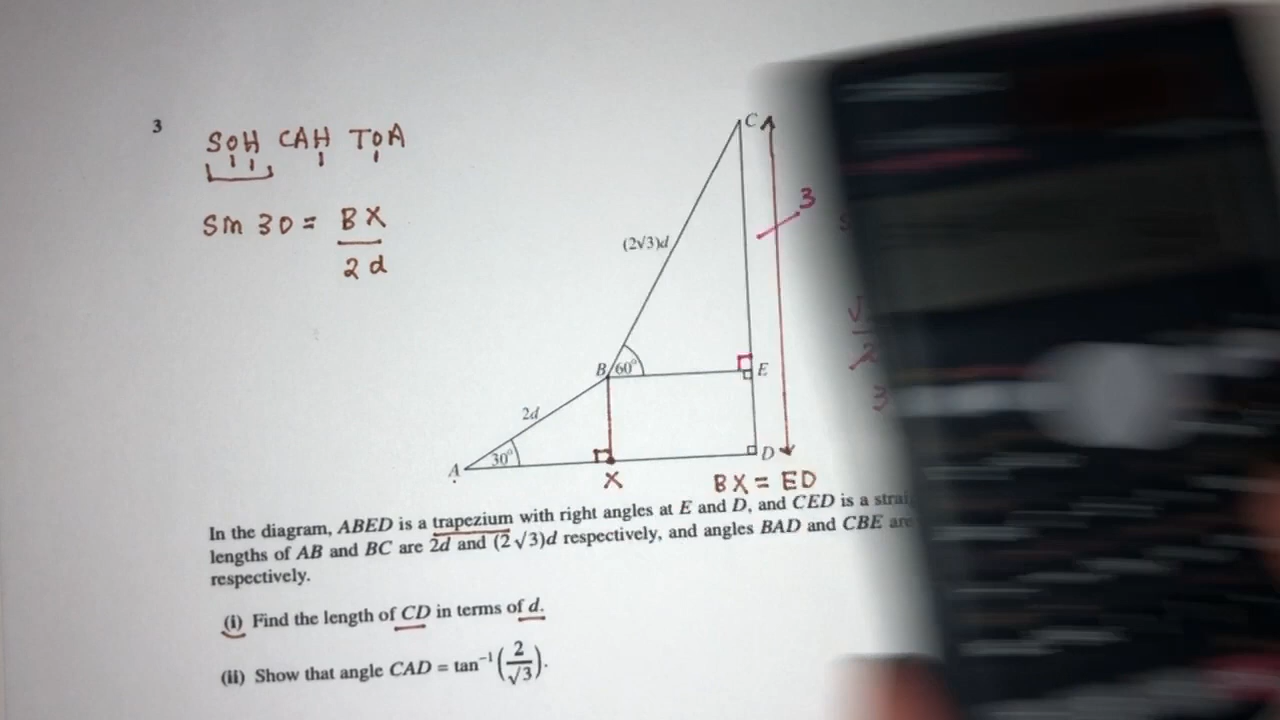 3
SOH CAH TOA
Sin 30 = BX
2d
C
3
(2√3)d
B 60° E
2d
A 30° D
X BX = ED
In the diagram, ABED is a trapezium with right angles at E and D, and CED is a
lengths of AB and BC are 2d and (2√3)d respectively, and angles BAD and CBE are
respectively.
(i) Find the length of CD in terms of d.
(ii) Show that angle CAD = tan⁻¹(2/√3).